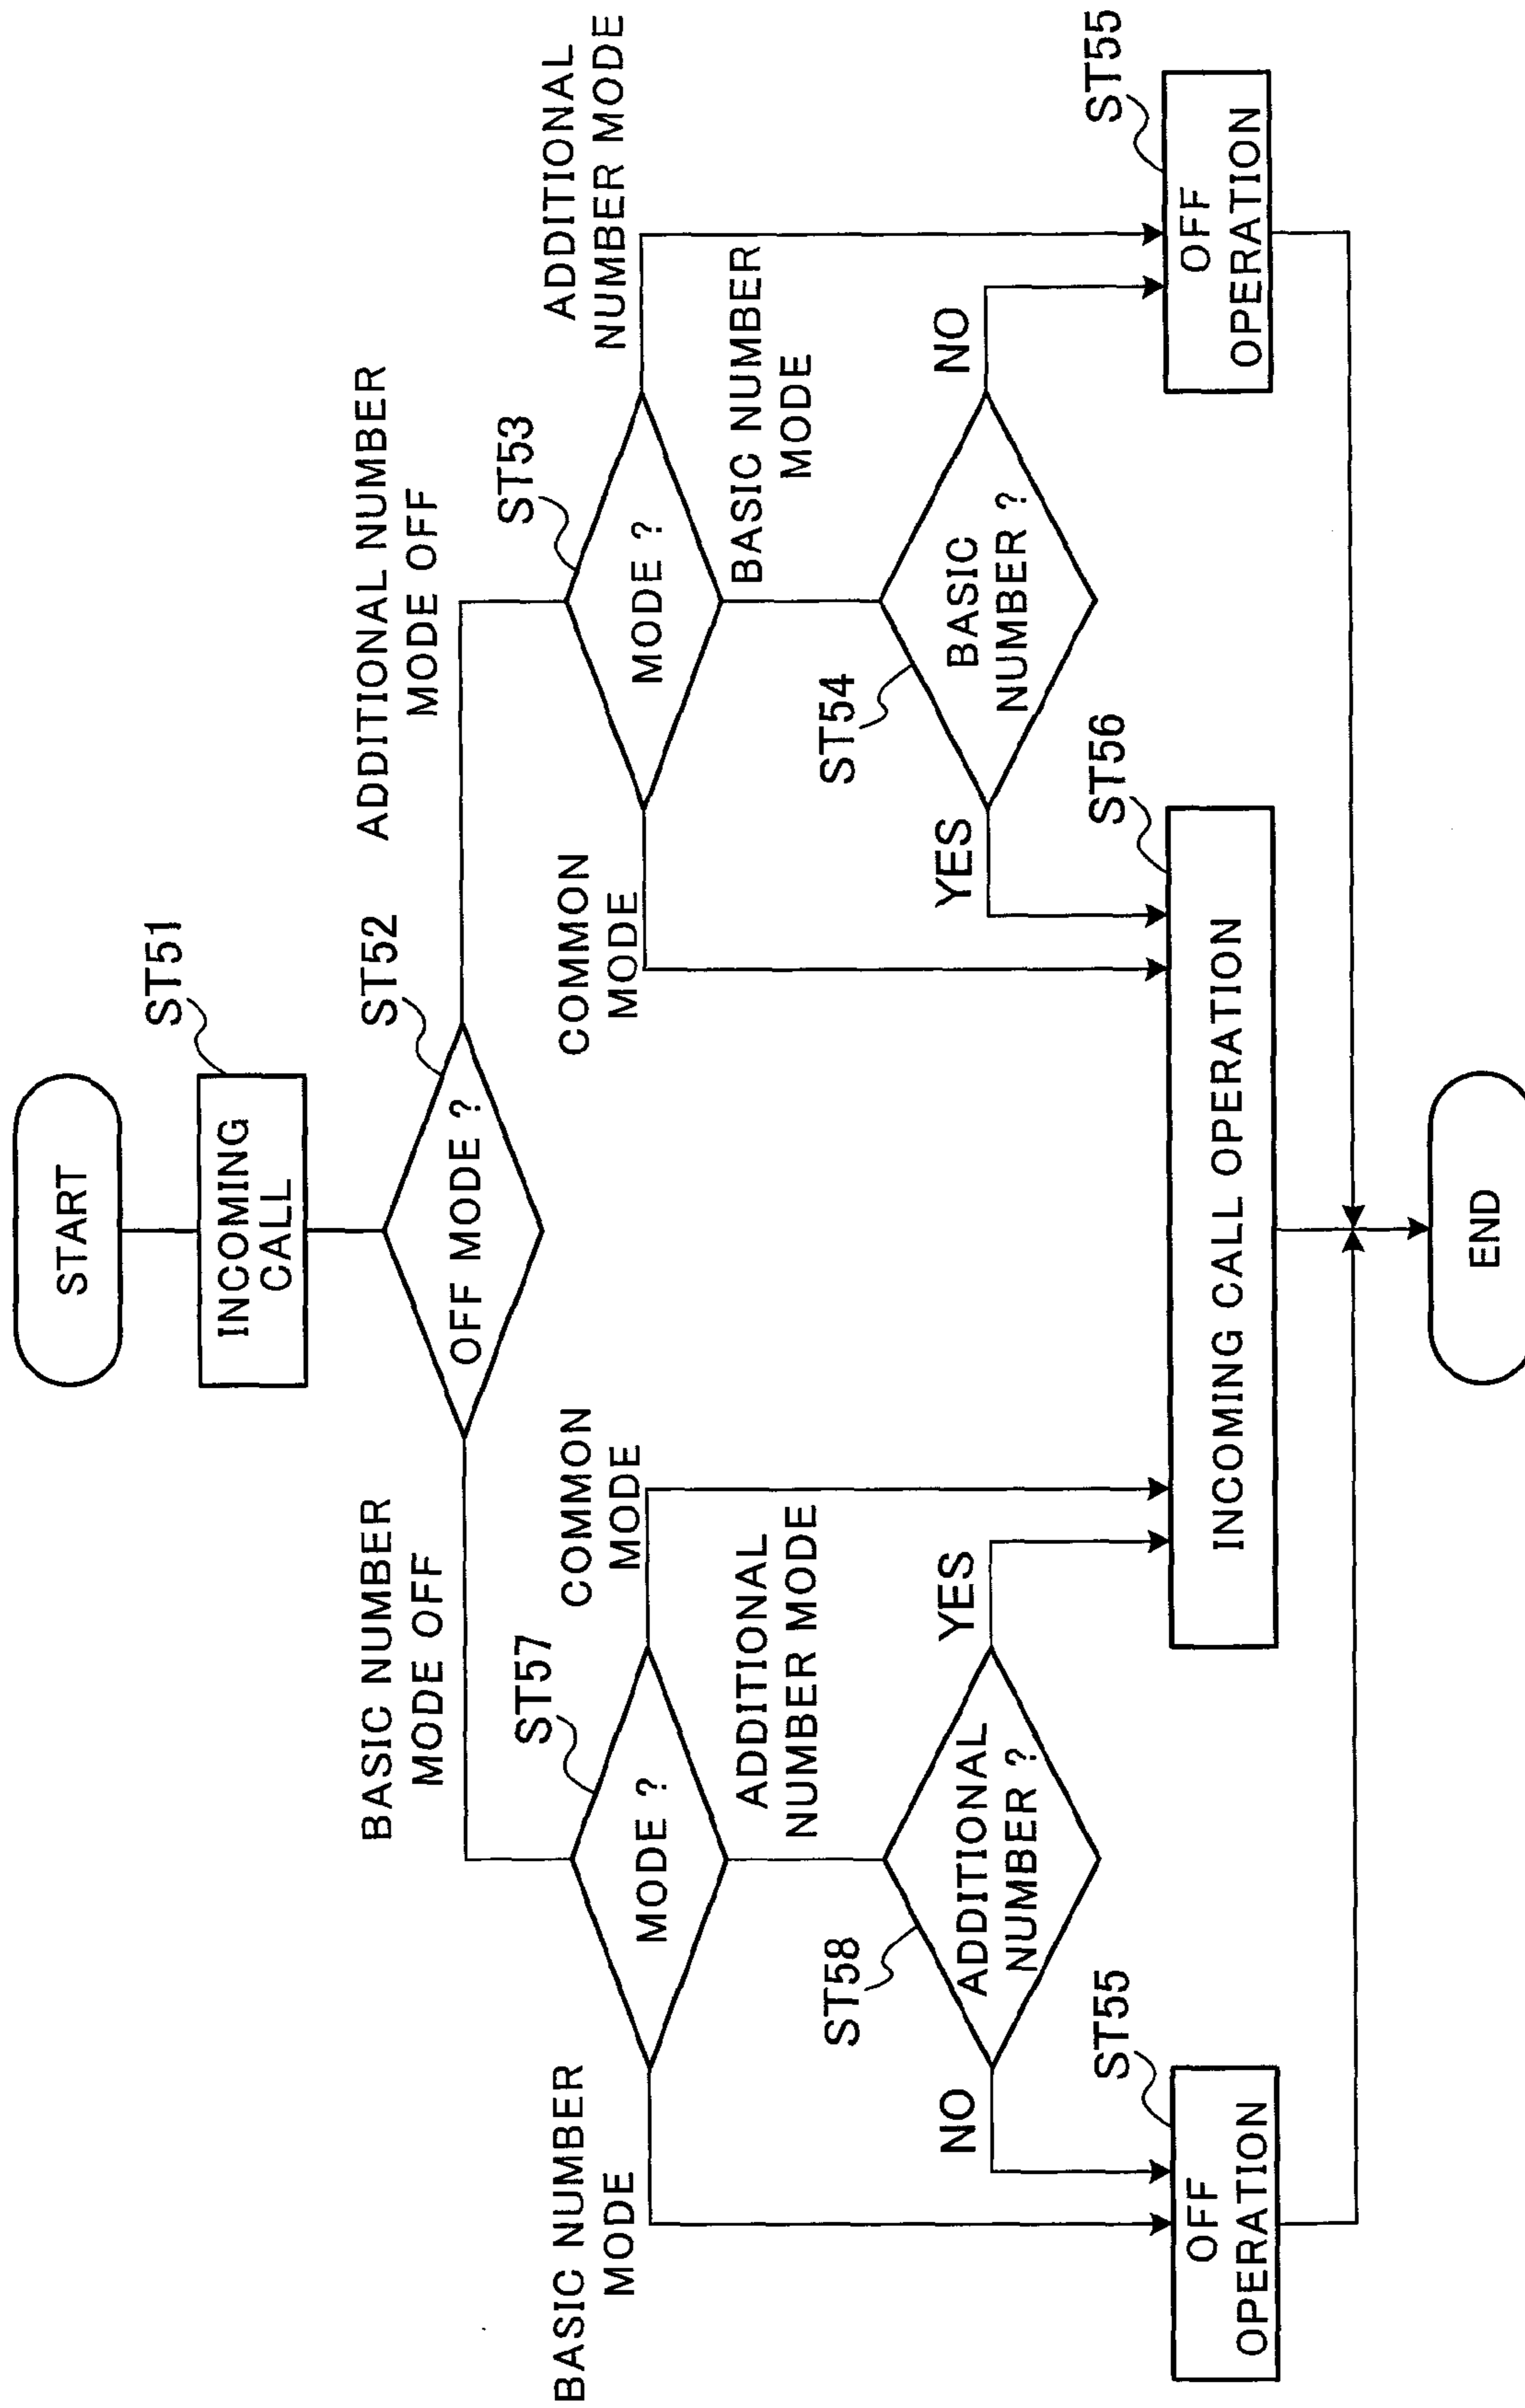 START
ST51
INCOMING
CALL
ST52
OFF MODE ?
BASIC NUMBER
MODE OFF
ADDITIONAL NUMBER
MODE OFF
ST57
MODE ?
ST53
MODE ?
BASIC NUMBER
MODE
COMMON
MODE
COMMON
MODE
ADDITIONAL
NUMBER MODE
ADDITIONAL
NUMBER MODE
BASIC NUMBER
MODE
ST58
ADDITIONAL
NUMBER ?
ST54
BASIC
NUMBER ?
NO
YES
YES
NO
ST55
OFF
OPERATION
ST56
INCOMING CALL OPERATION
ST55
OFF
OPERATION
END